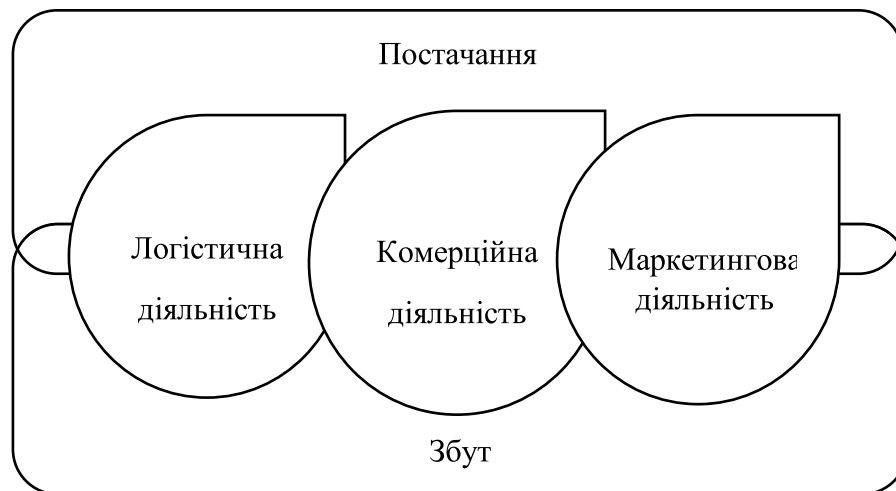 Постачання
Логістична
діяльність
Комерційна
діяльність
Маркетингова
діяльність
Збут